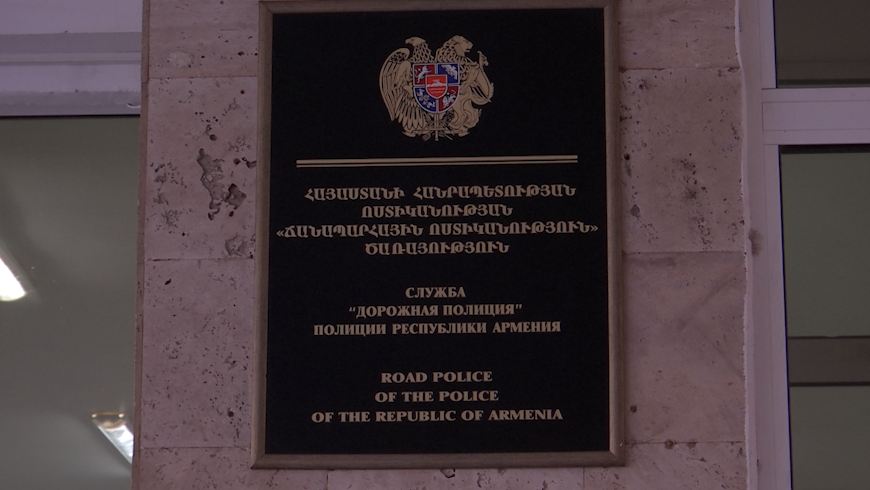 ՀԱՅԱՍՏԱՆԻ ՀԱՆՐԱՊԵՏՈՒԹՅԱՆ
ՈՍՏԻԿԱՆՈՒԹՅԱՆ
«ՃԱՆԱՊԱՐՀԱՅԻՆ ՈՍՏԻԿԱՆՈՒԹՅՈՒՆ»
ԾԱՌԱՅՈՒԹՅՈՒՆ
СЛУЖБА
"ДОРОЖНАЯ ПОЛИЦИЯ"
ПОЛИЦИИ РЕСПУБЛИКИ АРМЕНИЯ
ROAD POLICE
OF THE POLICE
OF THE REPUBLIC OF ARMENIA